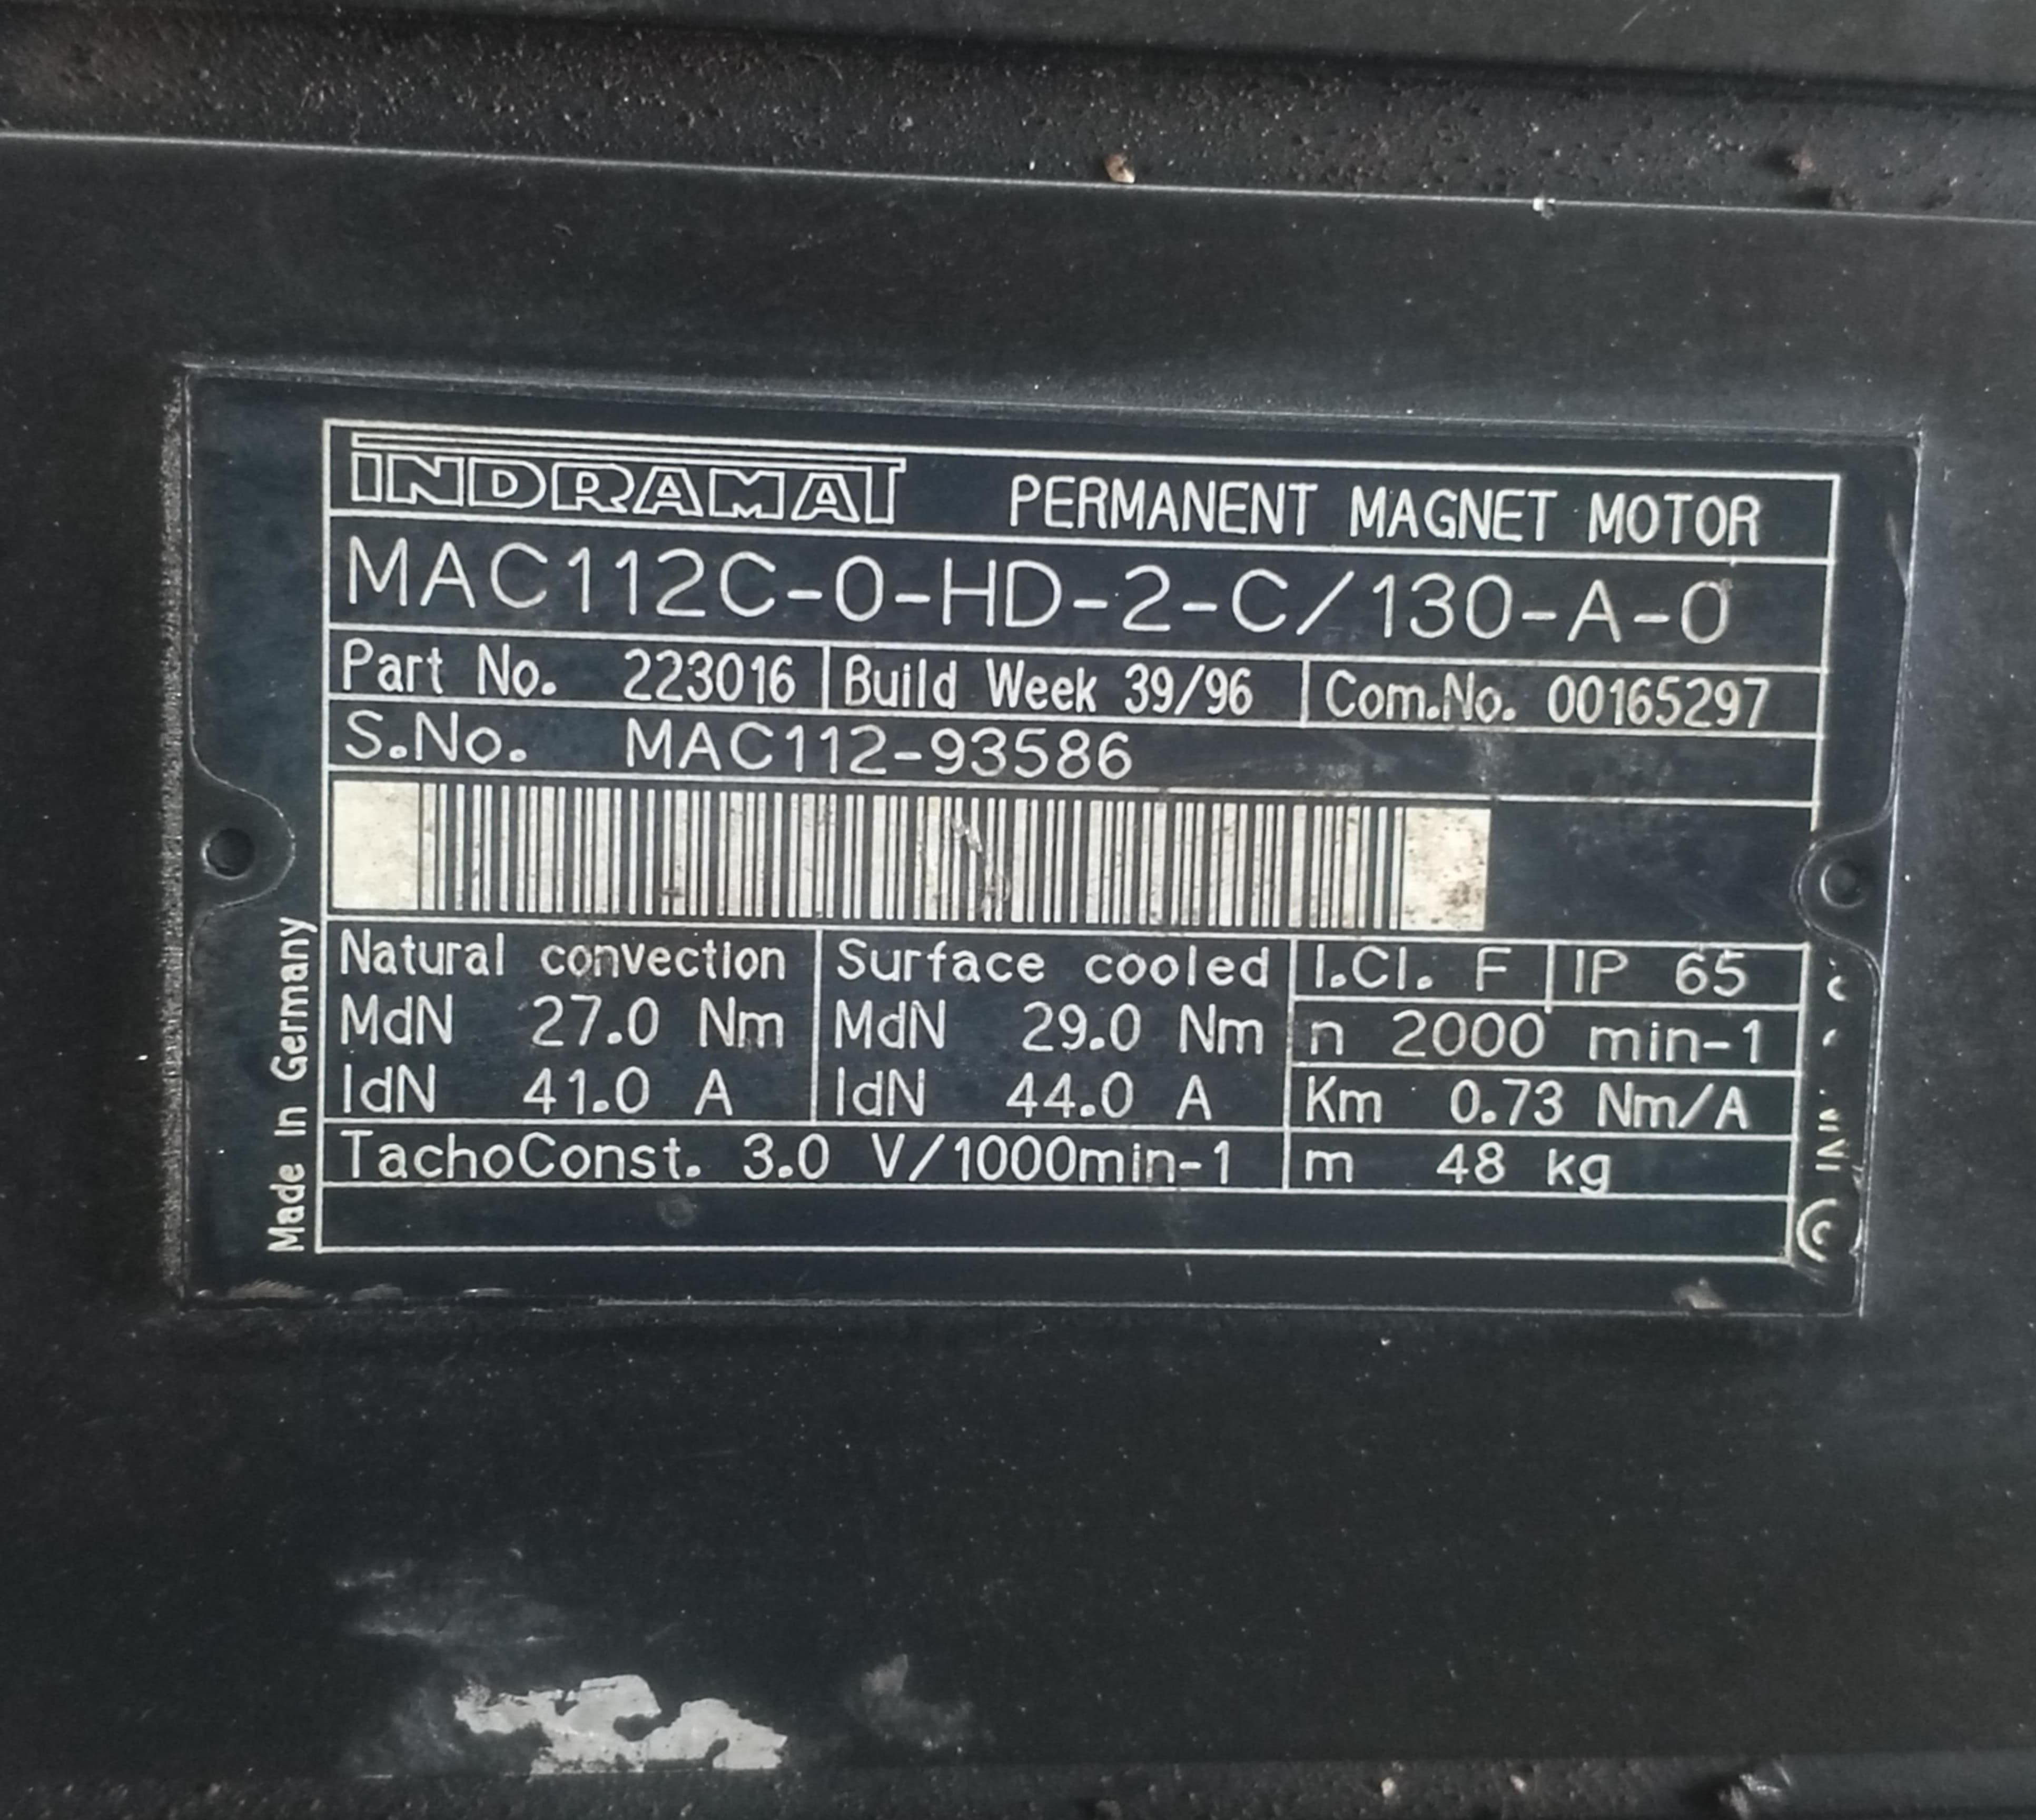 INDRAMAT PERMANENT MAGNET MOTOR
MAC112C-0-HD-2-C/130-A-0
Part No. 223016 Build Week 39/96 Com.No. 00165297
S.No. MAC112-93586
Natural convection Surface cooled I.Cl. F IP 65
MdN 27.0 Nm MdN 29.0 Nm n 2000 min-1
IdN 41.0 A IdN 44.0 A Km 0.73 Nm/A
TachoConst. 3.0 V/1000min-1 m 48 kg
Made In Germany